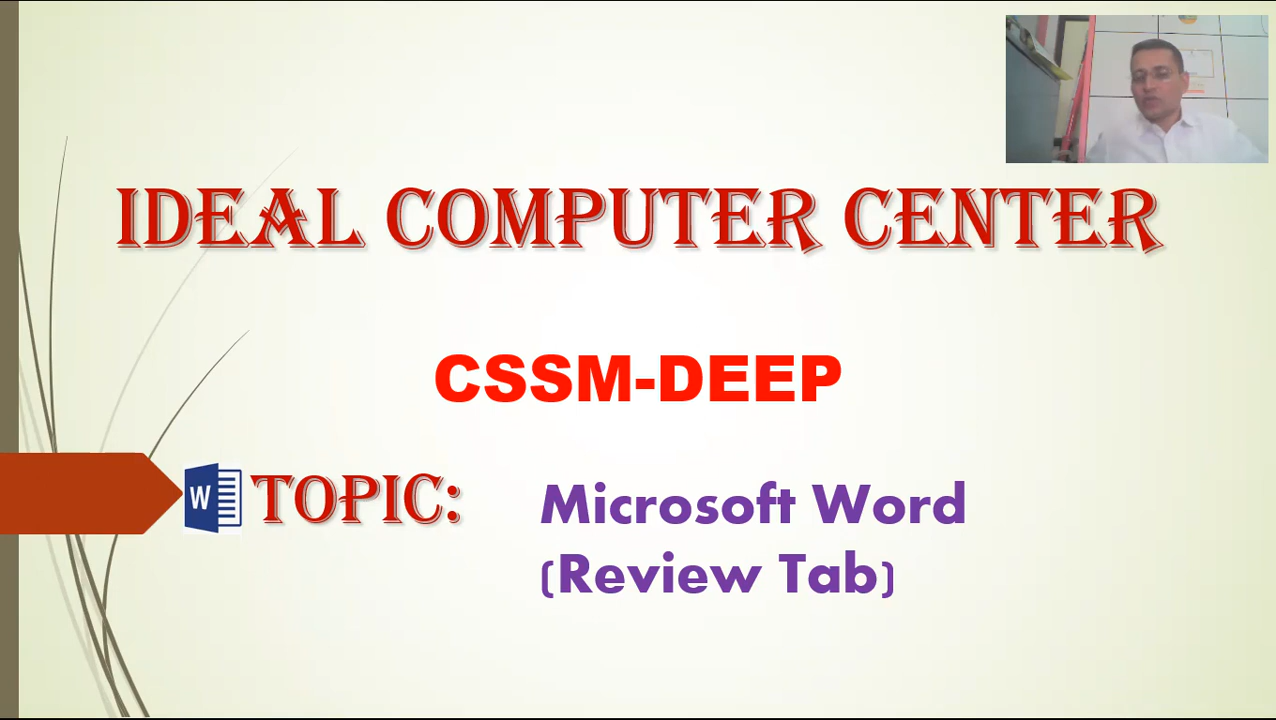 IDEAL COMPUTER CENTER
CSSM-DEEP
W TOPIC: Microsoft Word
(Review Tab)